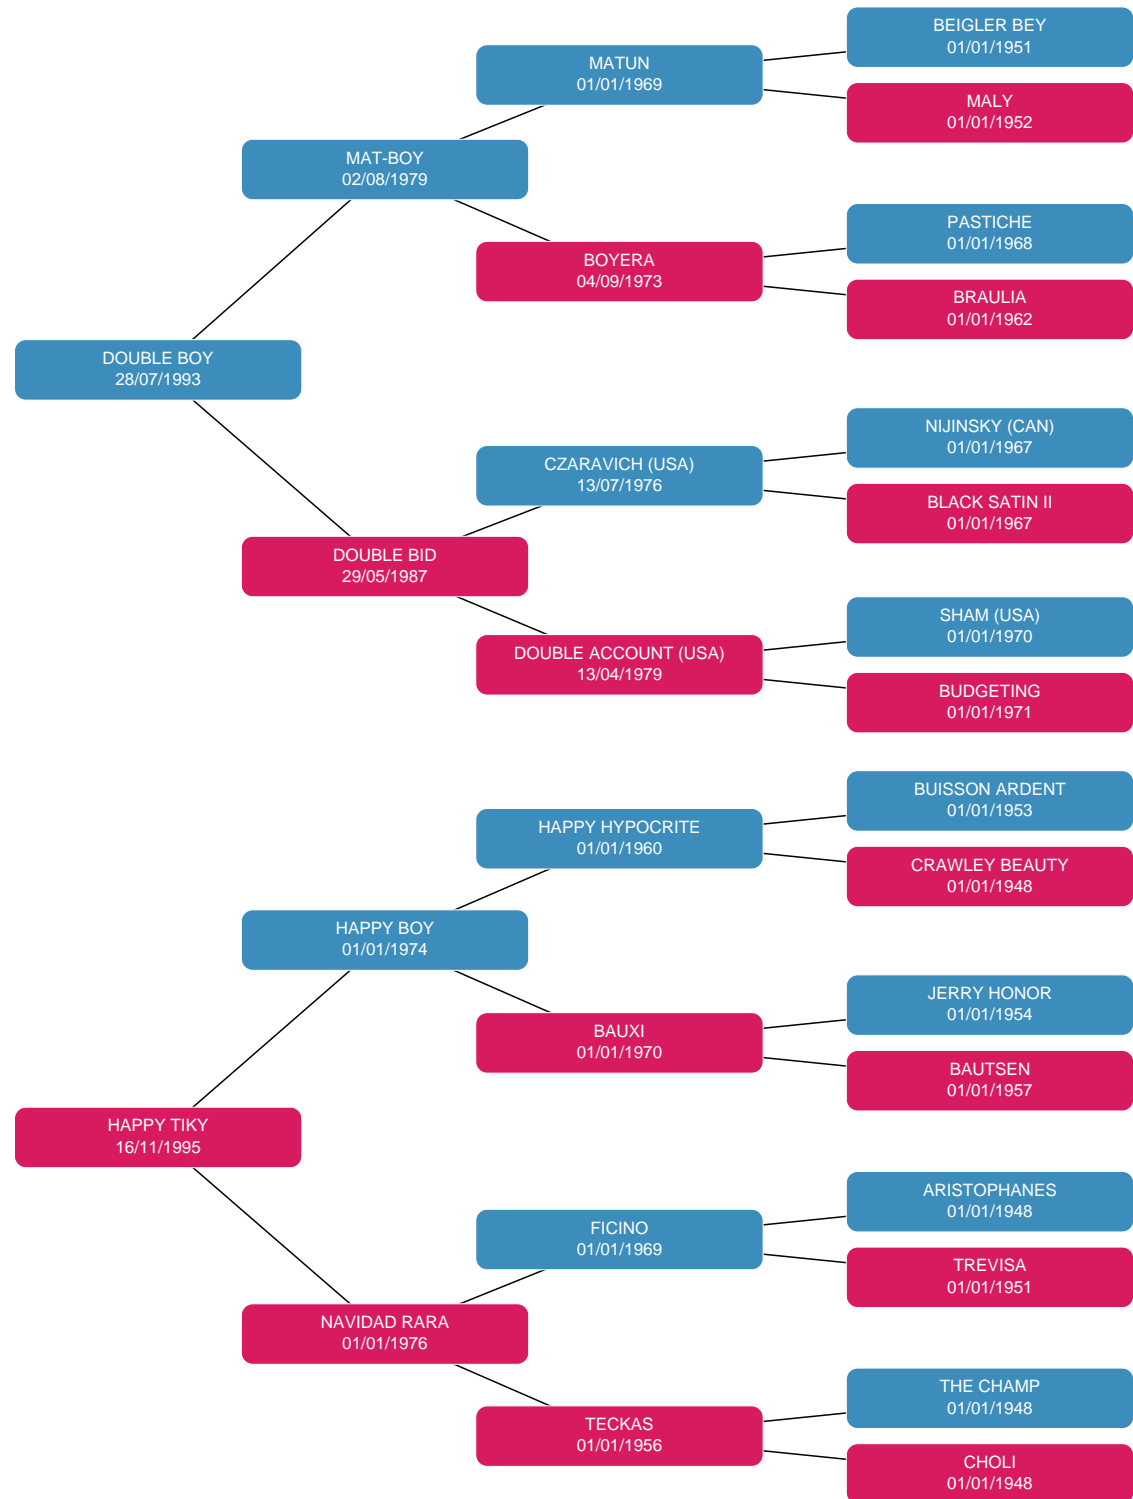 BEIGLER BEY
01/01/1951
MATUN
01/01/1969
MALY
01/01/1952
MAT-BOY
02/08/1979
PASTICHE
01/01/1968
BOYERA
04/09/1973
BRAULIA
01/01/1962
DOUBLE BOY
28/07/1993
NIJINSKY (CAN)
01/01/1967
CZARAVICH (USA)
13/07/1976
BLACK SATIN II
01/01/1967
DOUBLE BID
29/05/1987
SHAM (USA)
01/01/1970
DOUBLE ACCOUNT (USA)
13/04/1979
BUDGETING
01/01/1971
BUISSON ARDENT
01/01/1953
HAPPY HYPOCRITE
01/01/1960
CRAWLEY BEAUTY
01/01/1948
HAPPY BOY
01/01/1974
JERRY HONOR
01/01/1954
BAUXI
01/01/1970
BAUTSEN
01/01/1957
HAPPY TIKY
16/11/1995
ARISTOPHANES
01/01/1948
FICINO
01/01/1969
TREVISA
01/01/1951
NAVIDAD RARA
01/01/1976
THE CHAMP
01/01/1948
TECKAS
01/01/1956
CHOLI
01/01/1948